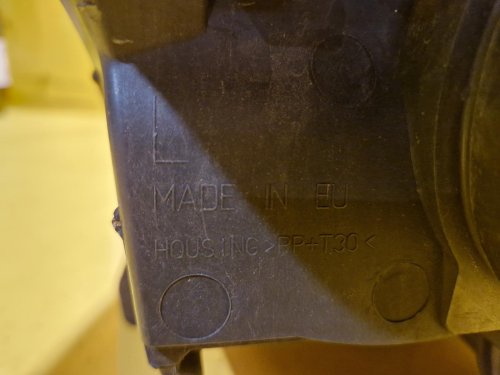 L
MADE IN EU
HOUSING >PP+T30<